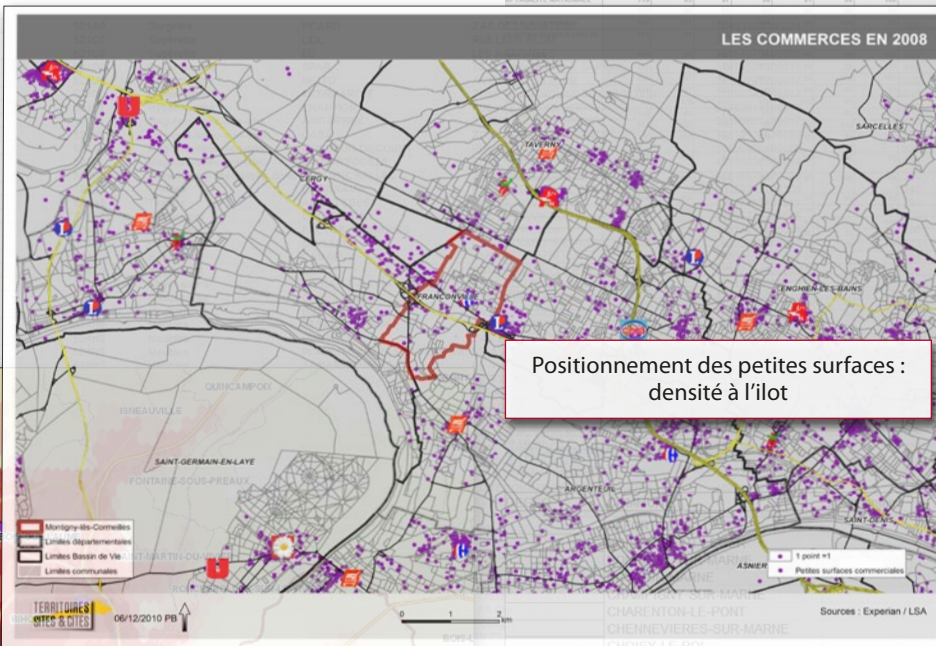 LES COMMERCES EN 2008
SARCELLES
TAVERNY
CERGY
FRANCONVILLE
ENGHIEN-LES-BAINS
Positionnement des petites surfaces :
densité à l'ilot
QUINCAMPOIX
ISNEAUVILLE
SAINT-GERMAIN-EN-LAYE
FONTAINE-SOUS-PREAUX
ARGENTEUIL
SAINT-DENIS
ASNIER
Montigny-lès-Cormeilles
Limites départementales
Limites Bassin de Vie
Limites communales
1 point =1
Petites surfaces commerciales
TERRITOIRES
SITES & CITÉS
06/12/2010 PB
0 1 2 km
Sources : Experian / LSA
CHARENTON-LE-PONT
CHENNEVIERES-SUR-MARNE